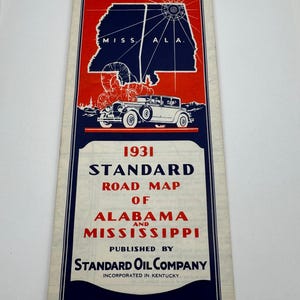 MISS. ALA.
1931
STANDARD
ROAD MAP
OF
ALABAMA
AND
MISSISSIPPI
PUBLISHED BY
STANDARD OIL COMPANY
INCORPORATED IN KENTUCKY